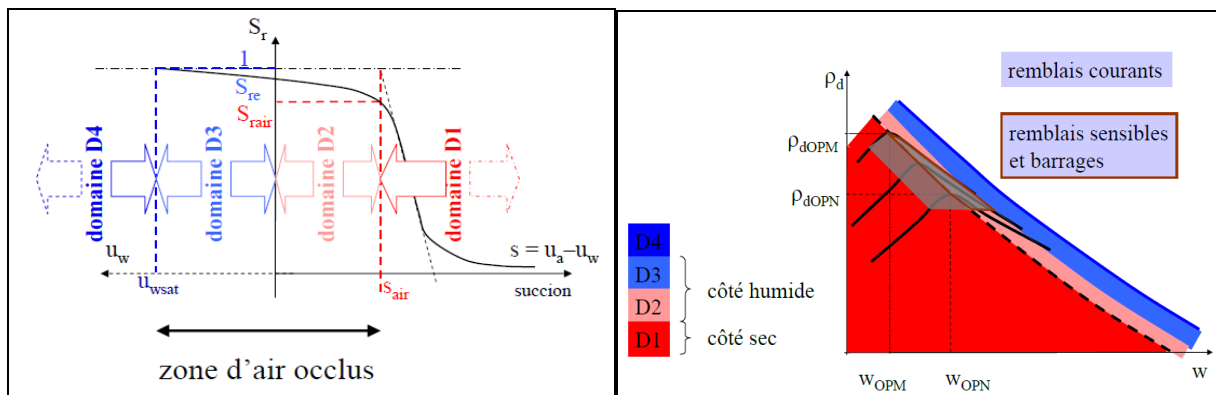 S_r
1
S_re
S_rair
domaine D4
domaine D3
domaine D2
domaine D1
u_w
s = u_a–u_w
u_wsat
s_air
succion
zone d’air occlus
ρ_d
remblais courants
remblais sensibles
et barrages
ρ_dOPM
ρ_dOPN
D4
D3
D2
D1
côté humide
côté sec
w_OPM
w_OPN
w